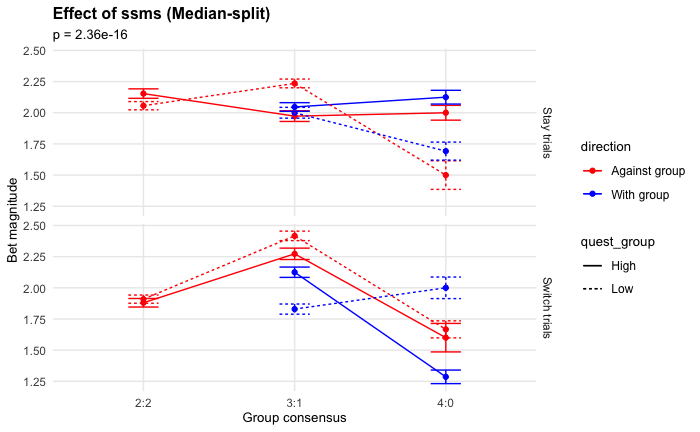 Effect of ssms (Median-split)
p = 2.36e-16
Bet magnitude
2.50
2.25
2.00
1.75
1.50
1.25
Stay trials
2.50
2.25
2.00
1.75
1.50
1.25
Switch trials
2:2
3:1
4:0
Group consensus
direction
Against group
With group
quest_group
High
Low